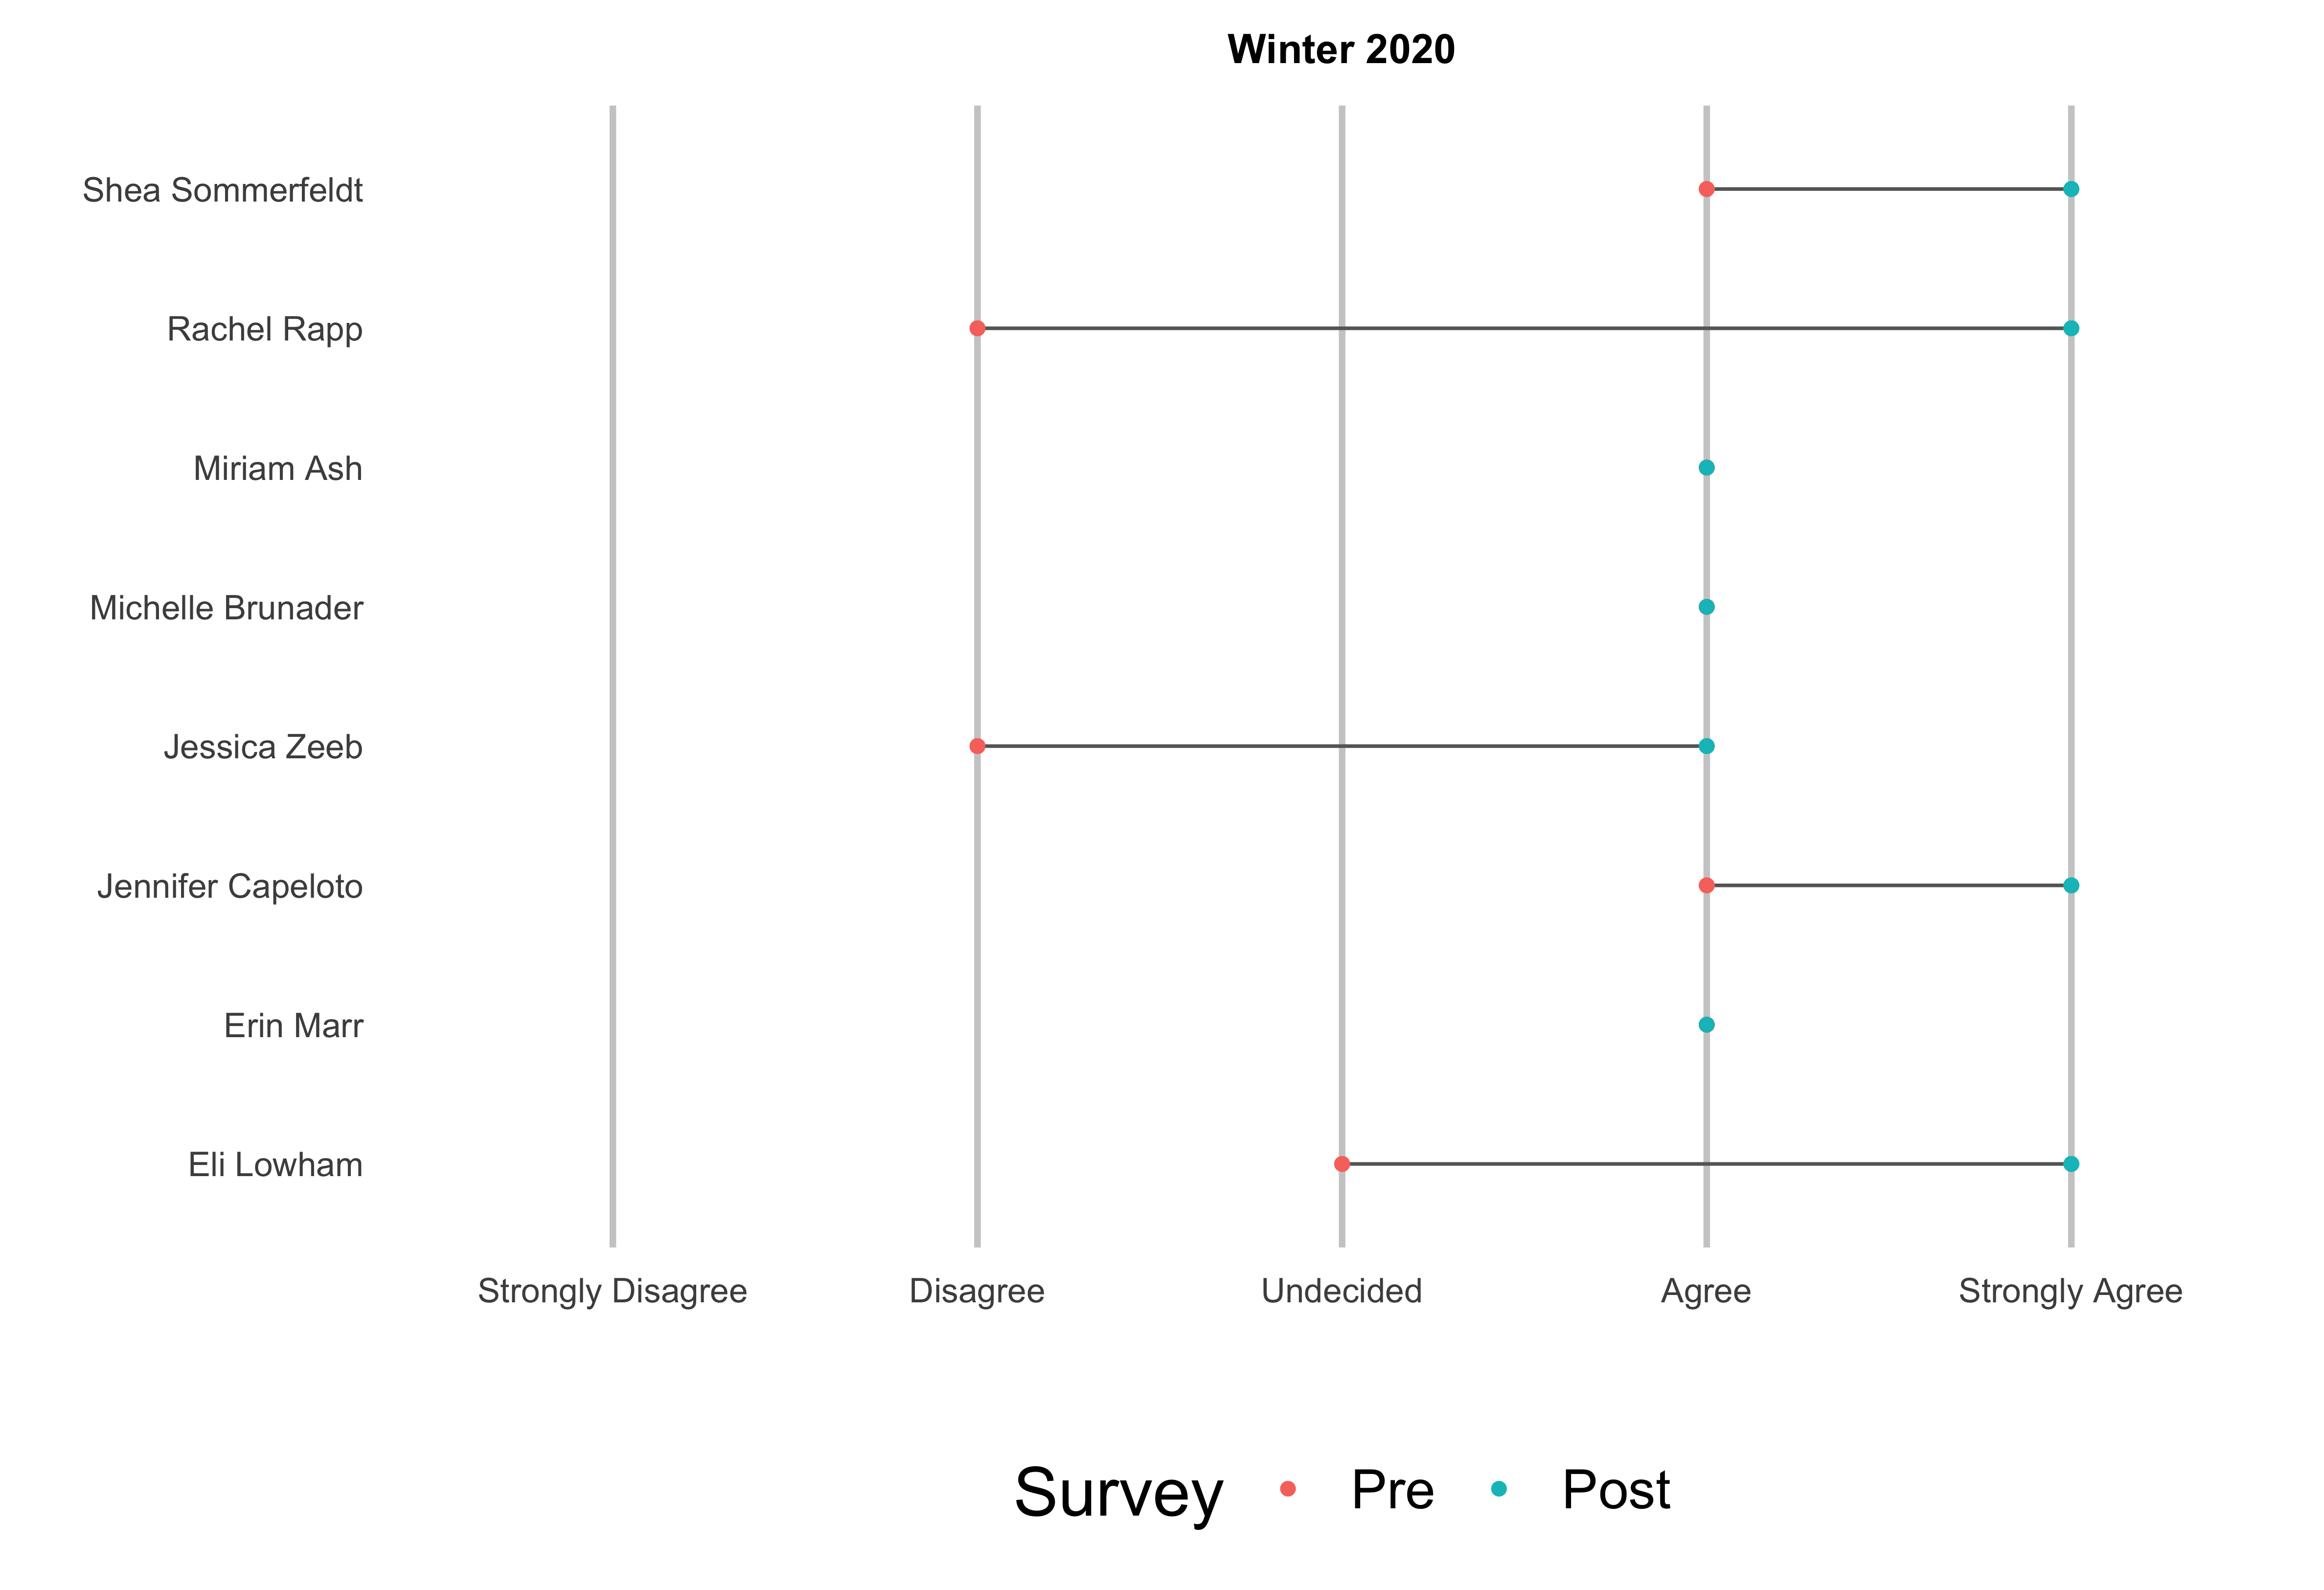 Winter 2020
Shea Sommerfeldt
Rachel Rapp
Miriam Ash
Michelle Brunader
Jessica Zeeb
Jennifer Capeloto
Erin Marr
Eli Lowham
Strongly Disagree Disagree Undecided Agree Strongly Agree
Survey Pre Post